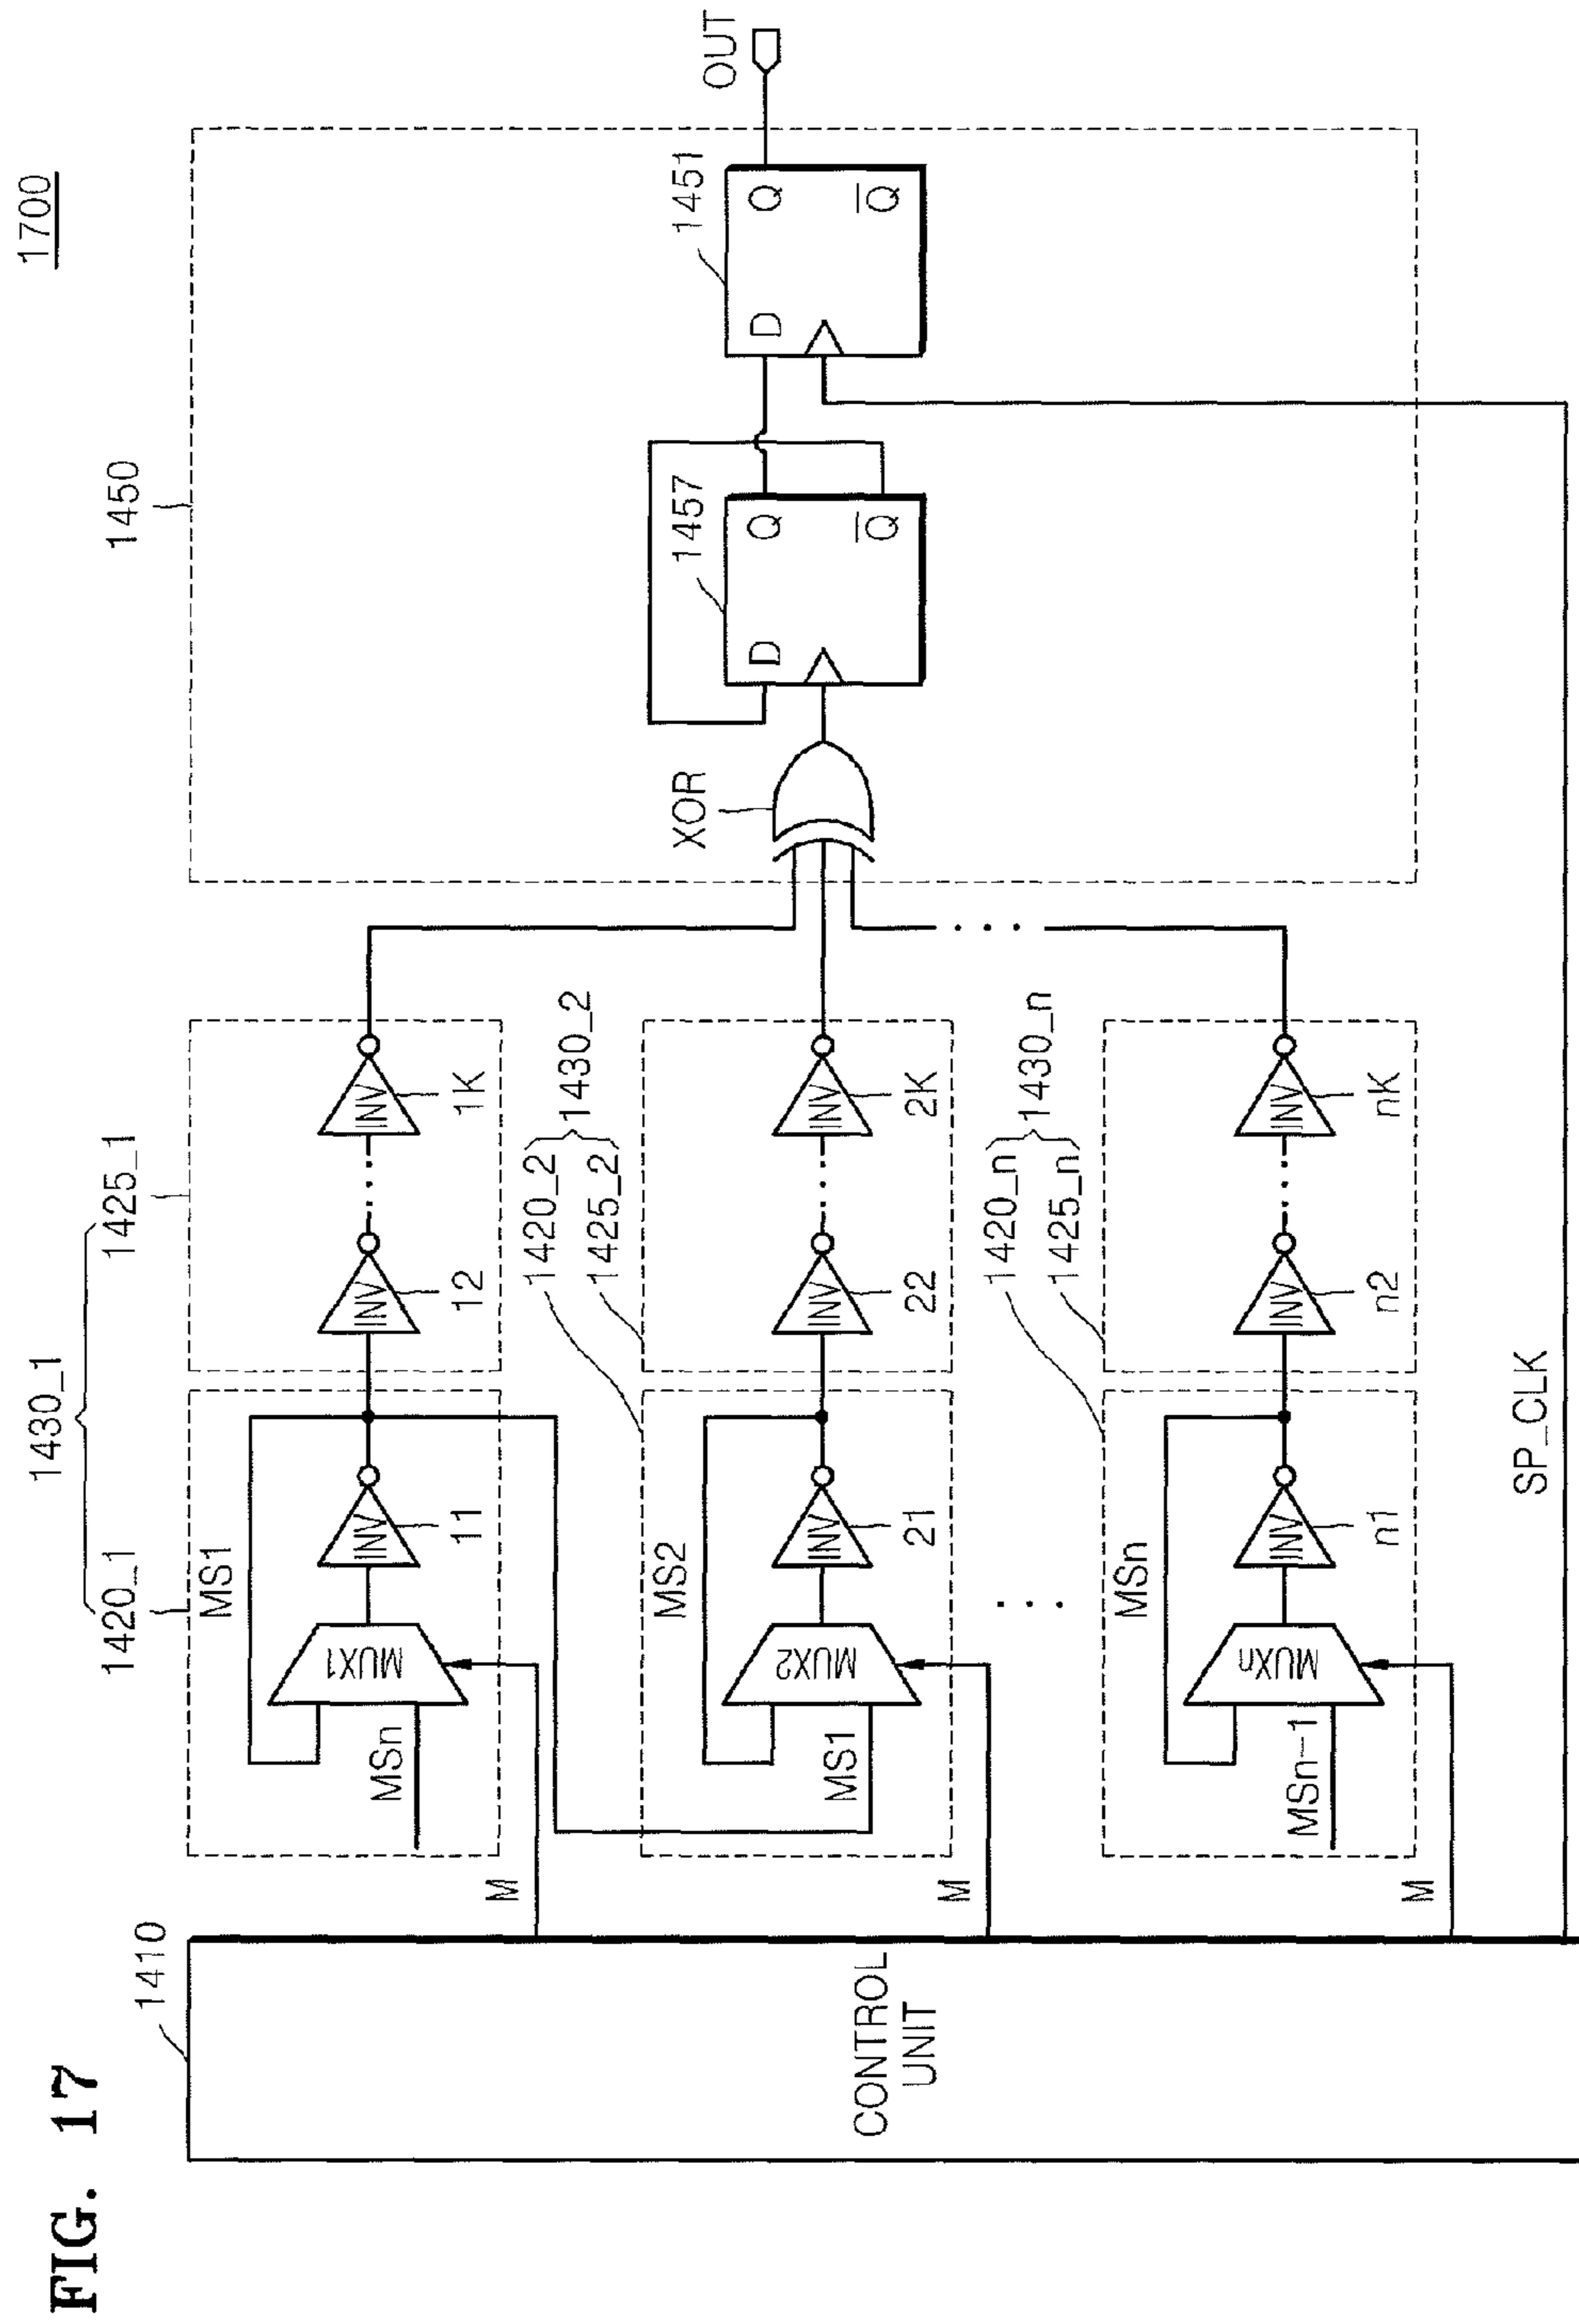 FIG. 17
1700
1410
CONTROL
UNIT
1430_1
1420_1
1425_1
MS1
MSn
MUX1
INV
11
INV
12
INV
1K
M
1420_2
1425_2
1430_2
MS2
MS1
MUX2
INV
21
INV
22
INV
2K
M
. . .
1420_n
1425_n
1430_n
MSn
MSn-1
MUXn
INV
n1
INV
n2
INV
nK
M
. . .
SP_CLK
1450
XOR
1457
D
Q
Q
1451
D
Q
Q
OUT